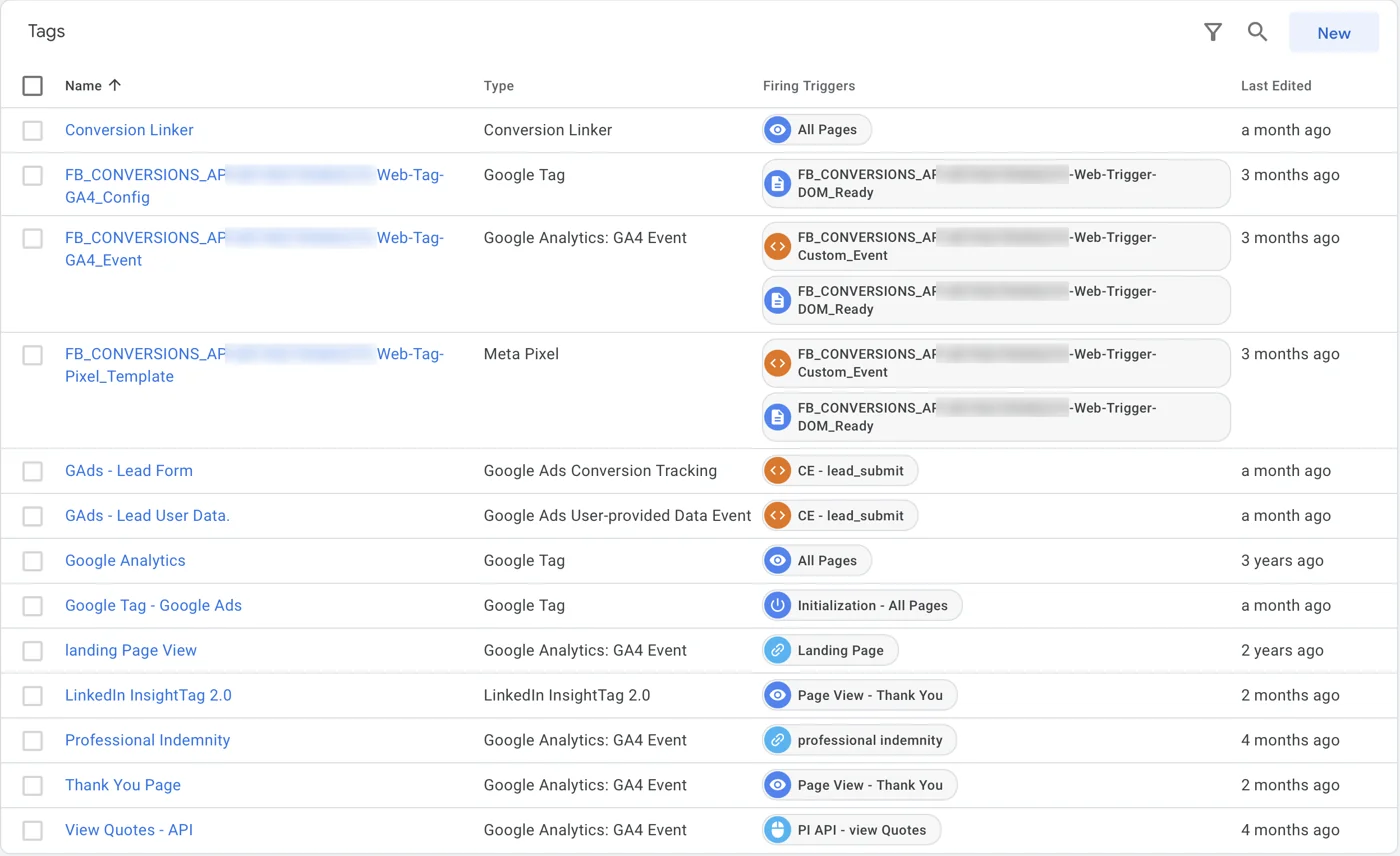 Tags
New
Name Type Firing Triggers Last Edited
Conversion Linker Conversion Linker All Pages a month ago
FB_CONVERSIONS_AP Web-Tag- Google Tag FB_CONVERSIONS_AP -Web-Trigger- 3 months ago
GA4_Config DOM_Ready
FB_CONVERSIONS_AP Web-Tag- Google Analytics: GA4 Event FB_CONVERSIONS_AP -Web-Trigger- 3 months ago
GA4_Event Custom_Event
FB_CONVERSIONS_AP -Web-Trigger-
DOM_Ready
FB_CONVERSIONS_AP Web-Tag- Meta Pixel FB_CONVERSIONS_AP -Web-Trigger- 3 months ago
Pixel_Template Custom_Event
FB_CONVERSIONS_AP -Web-Trigger-
DOM_Ready
GAds - Lead Form Google Ads Conversion Tracking CE - lead_submit a month ago
GAds - Lead User Data. Google Ads User-provided Data Event CE - lead_submit a month ago
Google Analytics Google Tag All Pages 3 years ago
Google Tag - Google Ads Google Tag Initialization - All Pages a month ago
landing Page View Google Analytics: GA4 Event Landing Page 2 years ago
LinkedIn InsightTag 2.0 LinkedIn InsightTag 2.0 Page View - Thank You 2 months ago
Professional Indemnity Google Analytics: GA4 Event professional indemnity 4 months ago
Thank You Page Google Analytics: GA4 Event Page View - Thank You 2 months ago
View Quotes - API Google Analytics: GA4 Event PI API - view Quotes 4 months ago